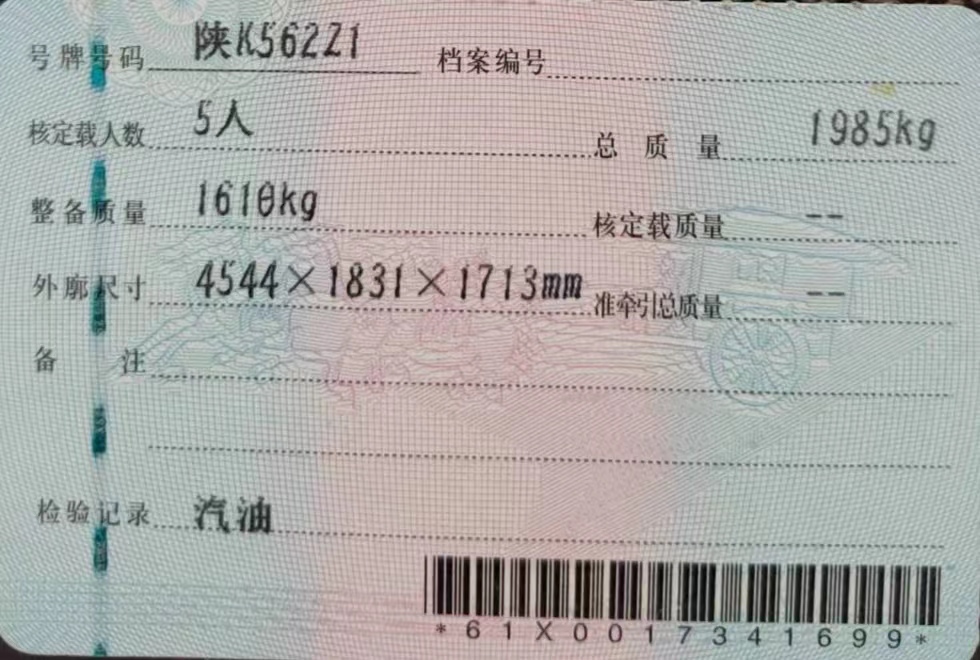 号牌号码 陕K562Z1 档案编号
核定载人数 5人 总质量 1985kg
整备质量 1610kg 核定载质量 --
外廓尺寸 4544×1831×1713mm 准牵引总质量 --
备注
检验记录 汽油
*61X0017341699*